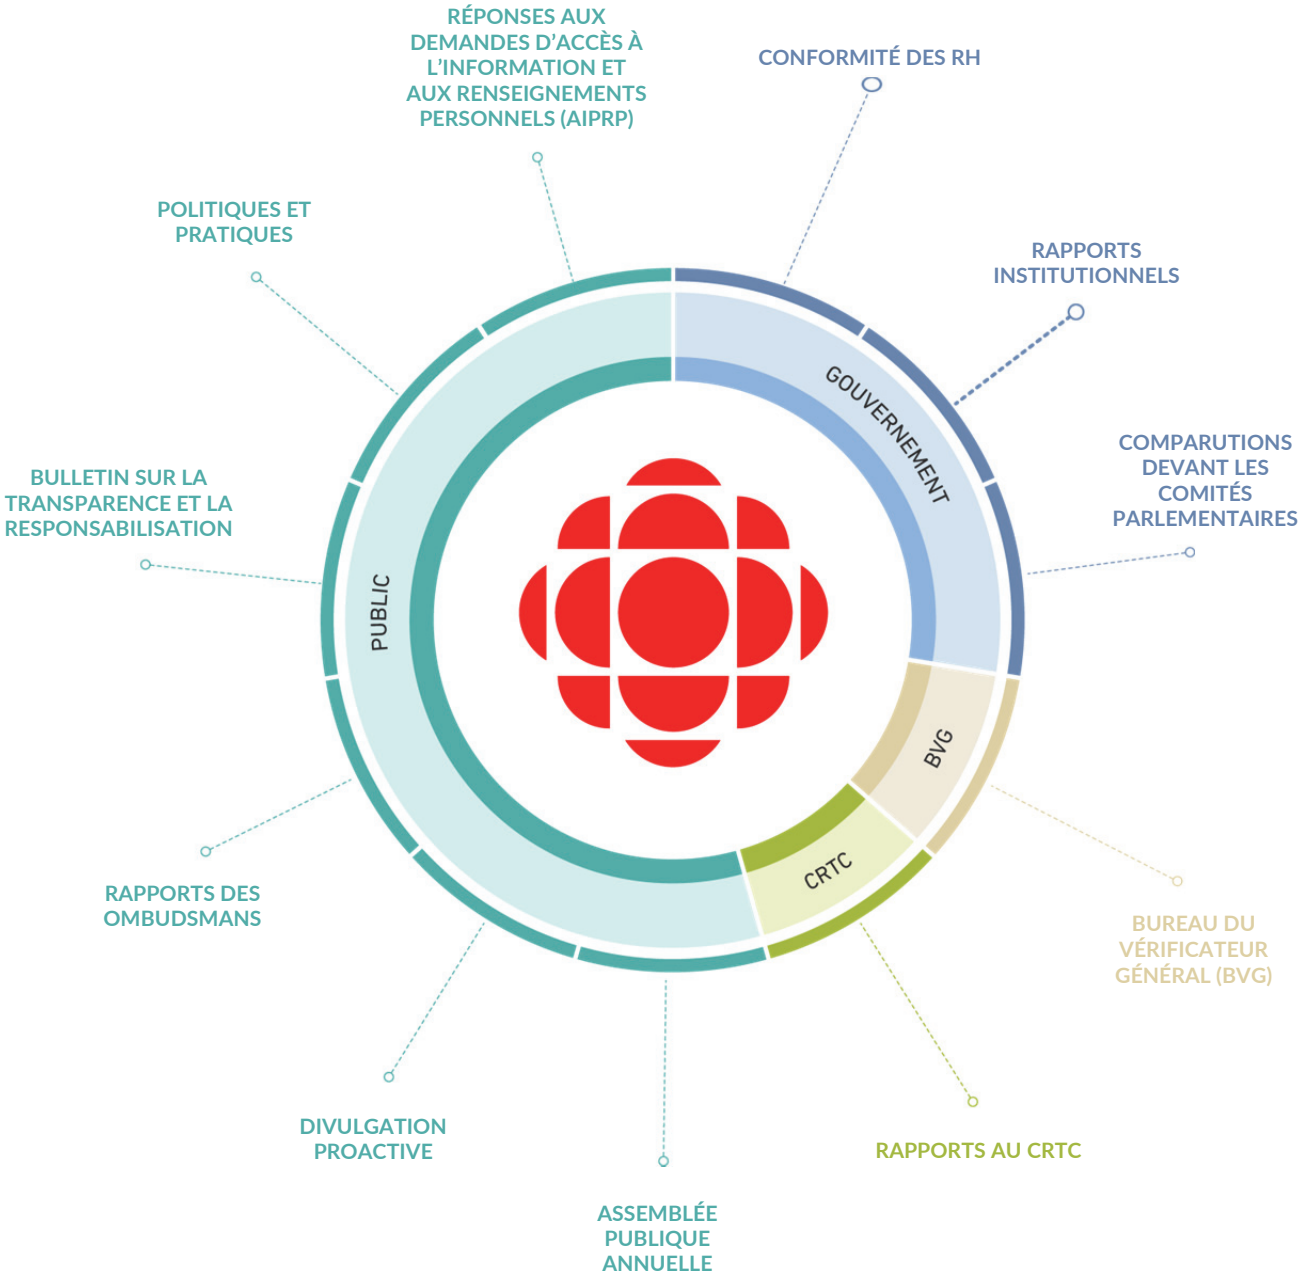 RÉPONSES AUX
DEMANDES D’ACCÈS À
L’INFORMATION ET
AUX RENSEIGNEMENTS
PERSONNELS (AIPRP)
CONFORMITÉ DES RH
POLITIQUES ET
PRATIQUES
RAPPORTS
INSTITUTIONNELS
GOUVERNEMENT
COMPARUTIONS
DEVANT LES
COMITÉS
PARLEMENTAIRES
BULLETIN SUR LA
TRANSPARENCE ET LA
RESPONSABILISATION
PUBLIC
BVG
CRTC
RAPPORTS DES
OMBUDSMANS
BUREAU DU
VÉRIFICATEUR
GÉNÉRAL (BVG)
DIVULGATION
PROACTIVE
RAPPORTS AU CRTC
ASSEMBLÉE
PUBLIQUE
ANNUELLE